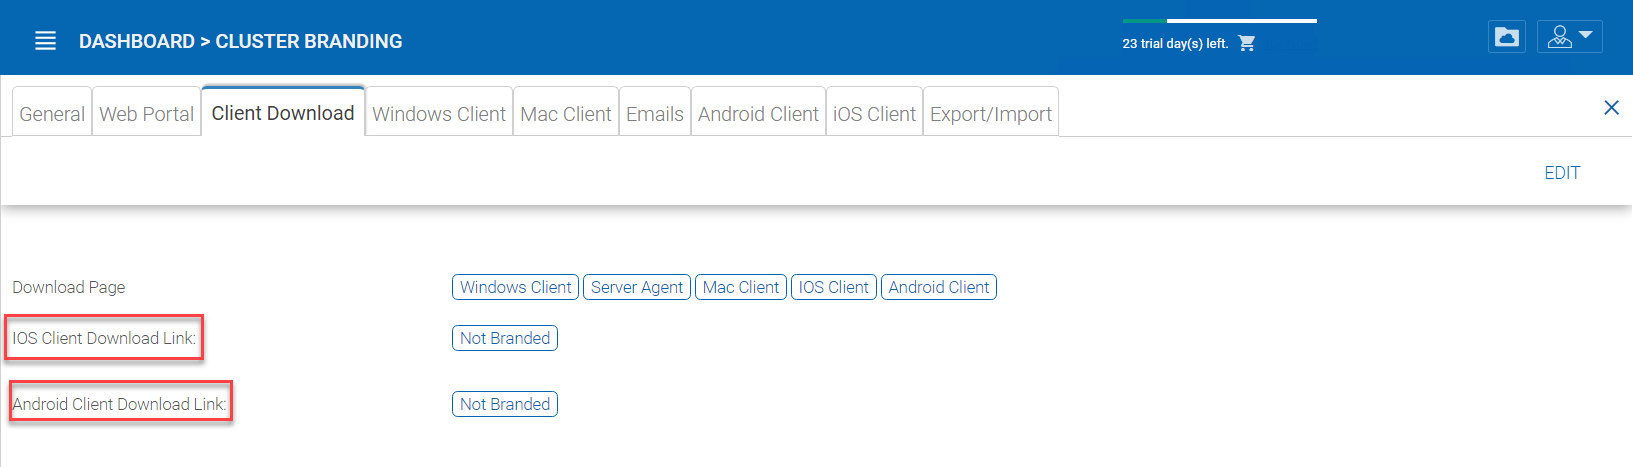 DASHBOARD > CLUSTER BRANDING
23 trial day(s) left.
General Web Portal Client Download Windows Client Mac Client Emails Android Client iOS Client Export/Import
EDIT
Download Page Windows Client Server Agent Mac Client IOS Client Android Client
IOS Client Download Link: Not Branded
Android Client Download Link: Not Branded